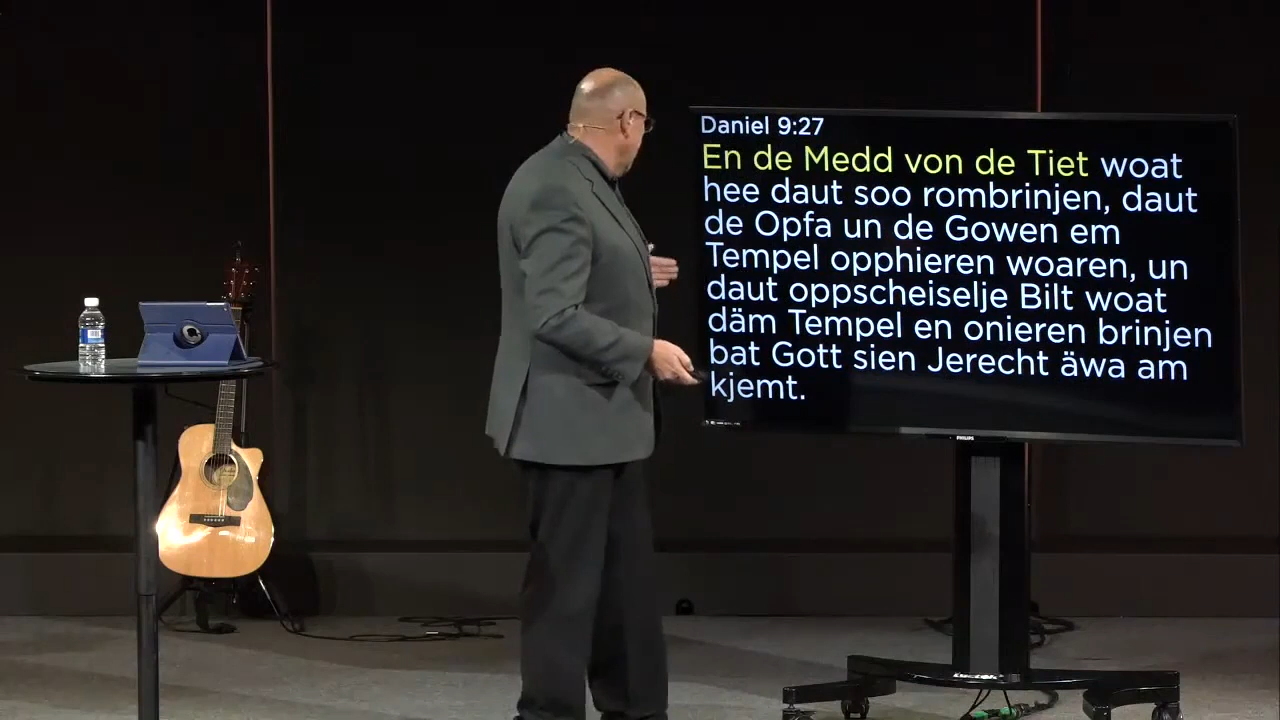 Daniel 9:27
En de Medd von de Tiet woat
hee daut soo rombrinjen, daut
de Opfa un de Gowen em
Tempel opphieren woaren, un
daut oppscheiselje Bilt woat
däm Tempel en onieren brinjen
bat Gott sien Jerecht äwa am
kjemt.
PHILIPS